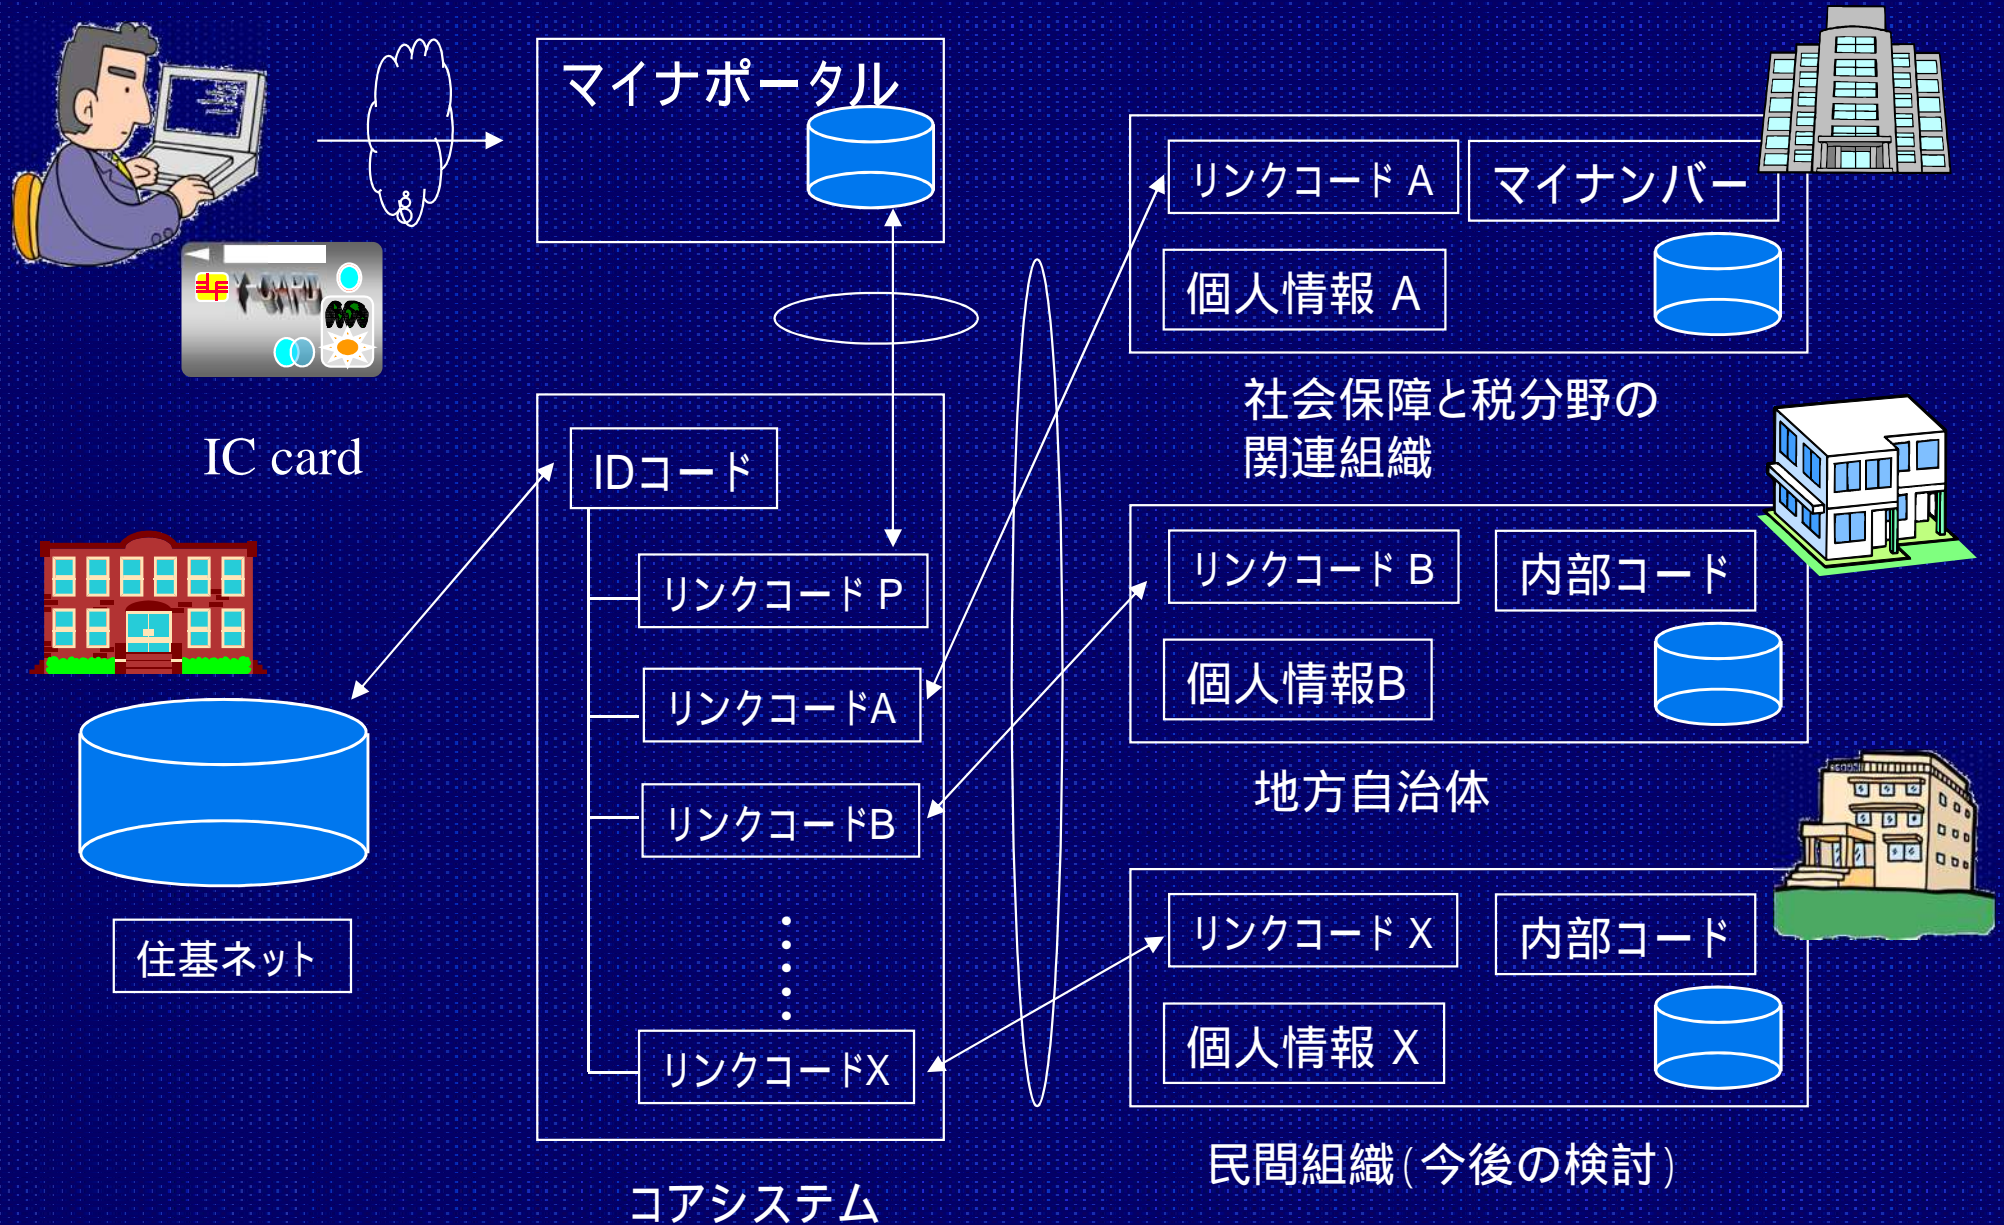 マイナポータル
リンクコード A
マイナンバー
個人情報 A
社会保障と税分野の
関連組織
IC card
IDコード
リンクコード P
リンクコードA
リンクコードB
リンクコードX
コアシステム
住基ネット
リンクコード B
内部コード
個人情報B
地方自治体
リンクコード X
内部コード
個人情報 X
民間組織(今後の検討)